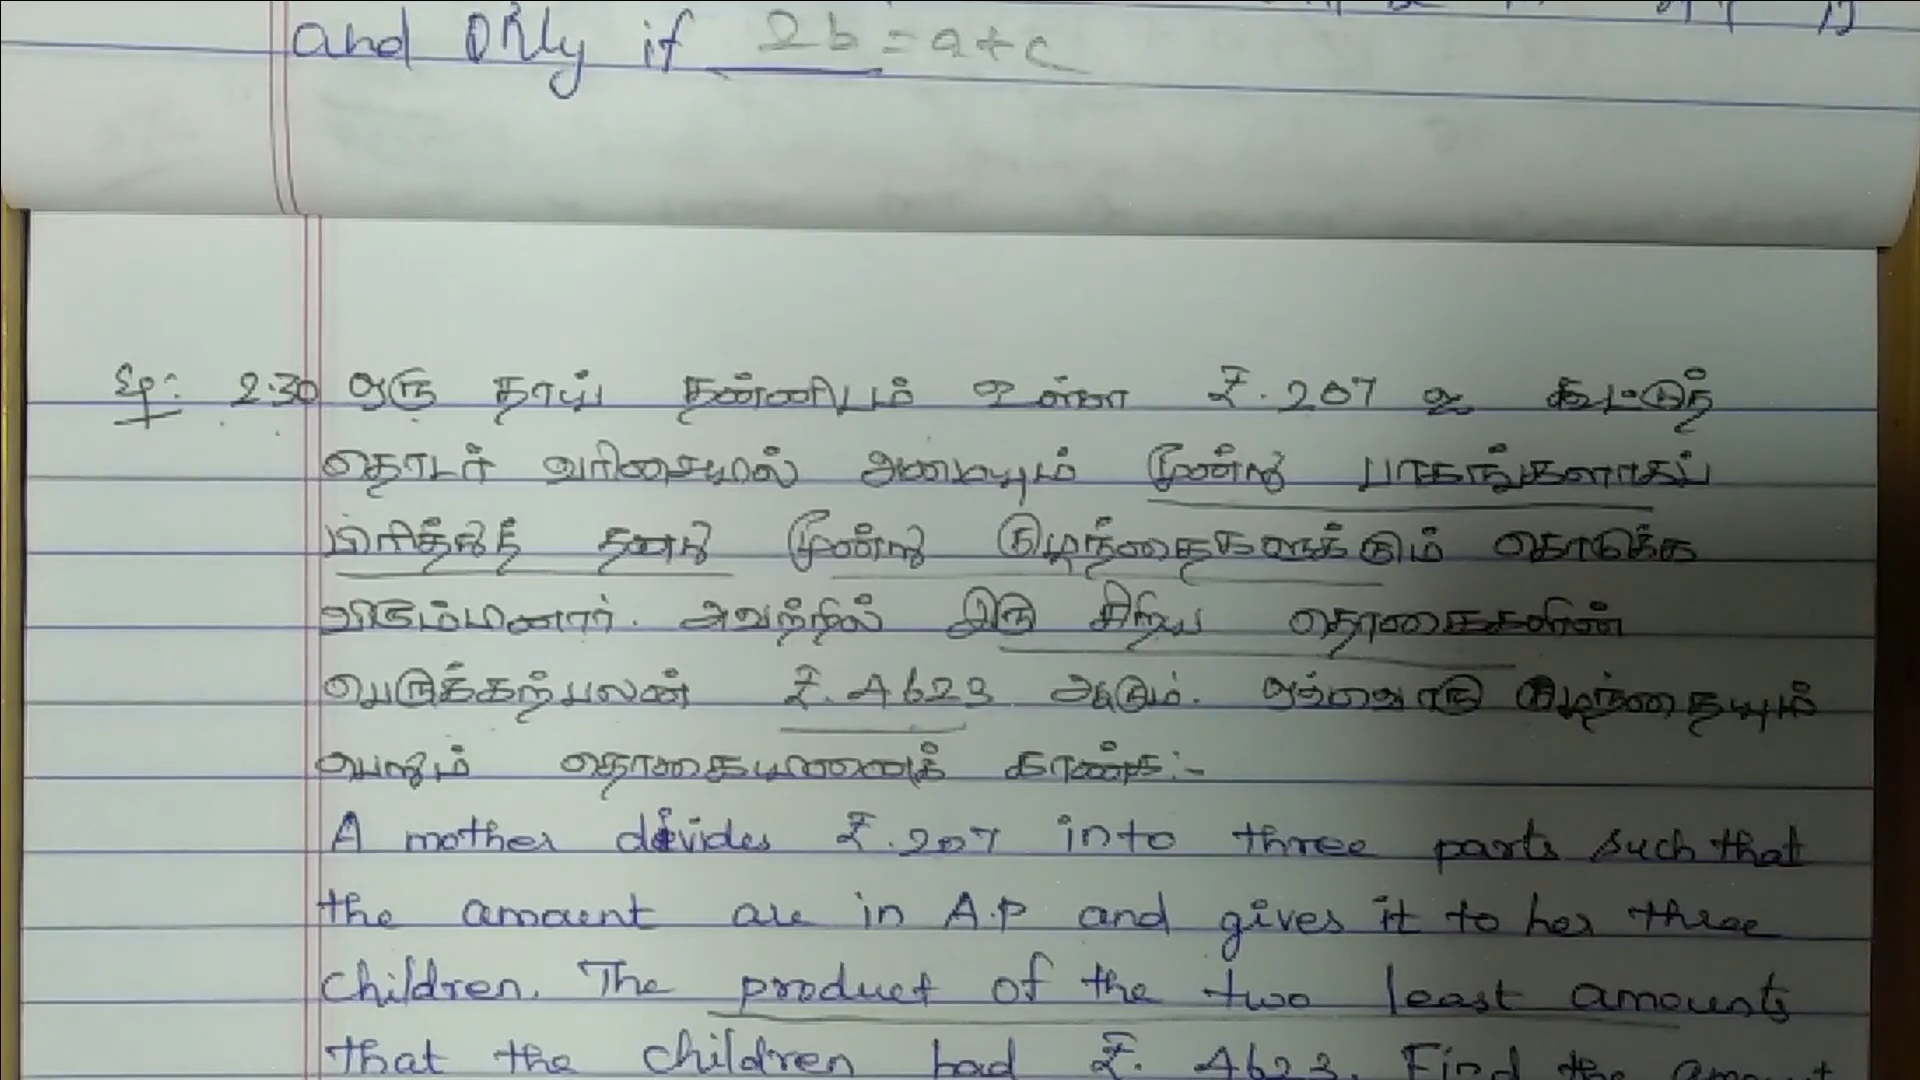 and only if 2b = a+c
எ.கா: 2.30 ஒரு தாய் தன்னிடம் உள்ள ₹.207 ஐ கூட்டுத்
தொடர் வரிசையில் அமையும் மூன்று பாகங்களாகப்
பிரித்துத் தனது மூன்று குழந்தைகளுக்கும் கொடுக்க
விரும்பினார். அவற்றில் இரு சிறிய தொகைகளின்
பெருக்கற்பலன் ₹.4623 ஆகும். ஒவ்வொரு குழந்தையும்
பெறும் தொகையினைக் காண்க:-
A mother divides ₹.207 into three parts such that
the amount are in A.P and gives it to her three
children. The product of the two least amounts
that the children had ₹. 4623. Find the amount